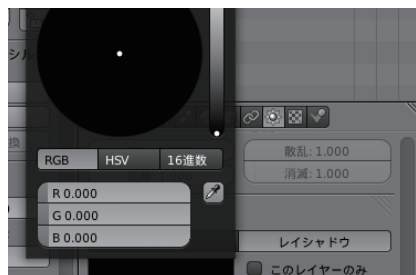 シル
換
RGB HSV 16進数
散乱: 1.000
消滅: 1.000
R 0.000
G 0.000
B 0.000
レイシャドウ
このレイヤーのみ